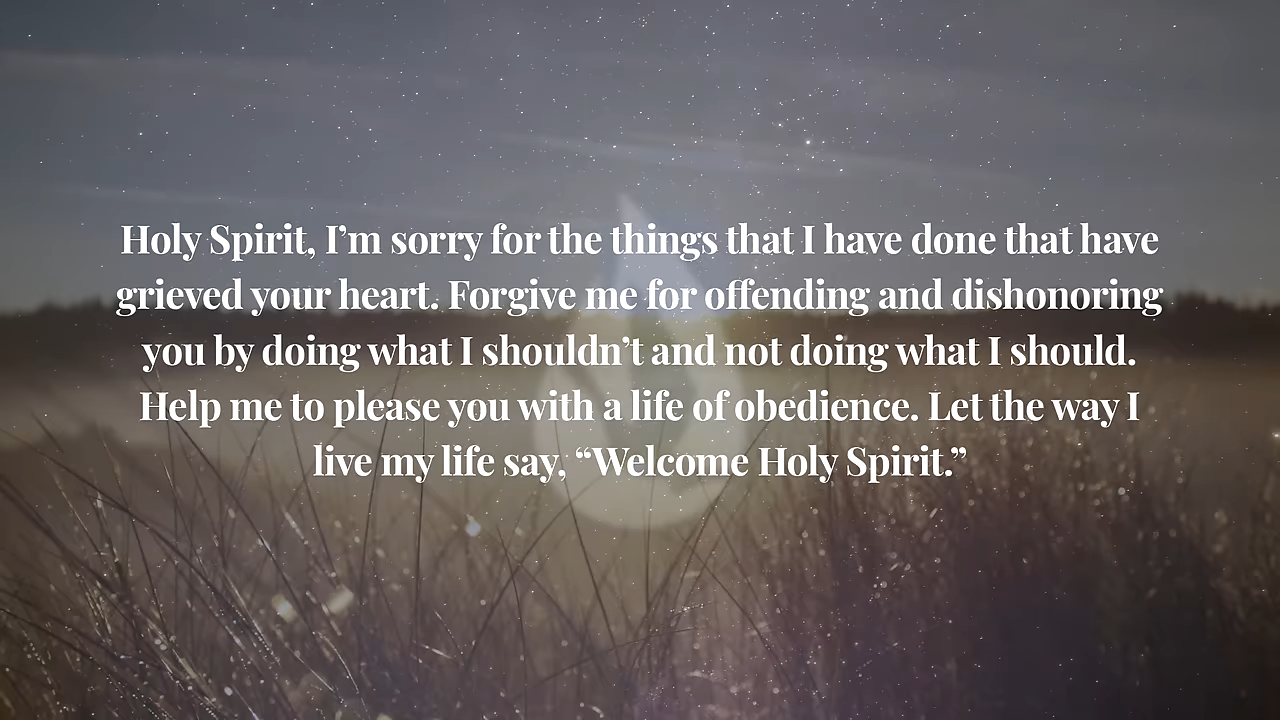 Holy Spirit, I’m sorry for the things that I have done that have
grieved your heart. Forgive me for offending and dishonoring
you by doing what I shouldn’t and not doing what I should.
Help me to please you with a life of obedience. Let the way I
live my life say, “Welcome Holy Spirit.”